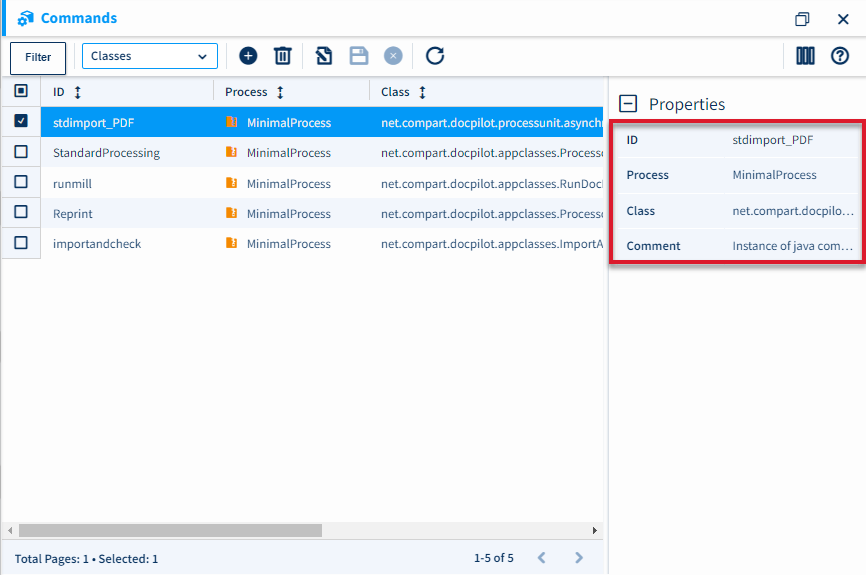 Commands
Filter Classes
ID Process Class
stdimport_PDF MinimalProcess net.compart.docpilot.processunit.asynch
StandardProcessing MinimalProcess net.compart.docpilot.appclasses.Process
runmill MinimalProcess net.compart.docpilot.appclasses.RunDoc
Reprint MinimalProcess net.compart.docpilot.appclasses.Process
importandcheck MinimalProcess net.compart.docpilot.appclasses.ImportA
Properties
ID stdimport_PDF
Process MinimalProcess
Class net.compart.docpilo...
Comment Instance of java com...
Total Pages: 1 • Selected: 1
1-5 of 5